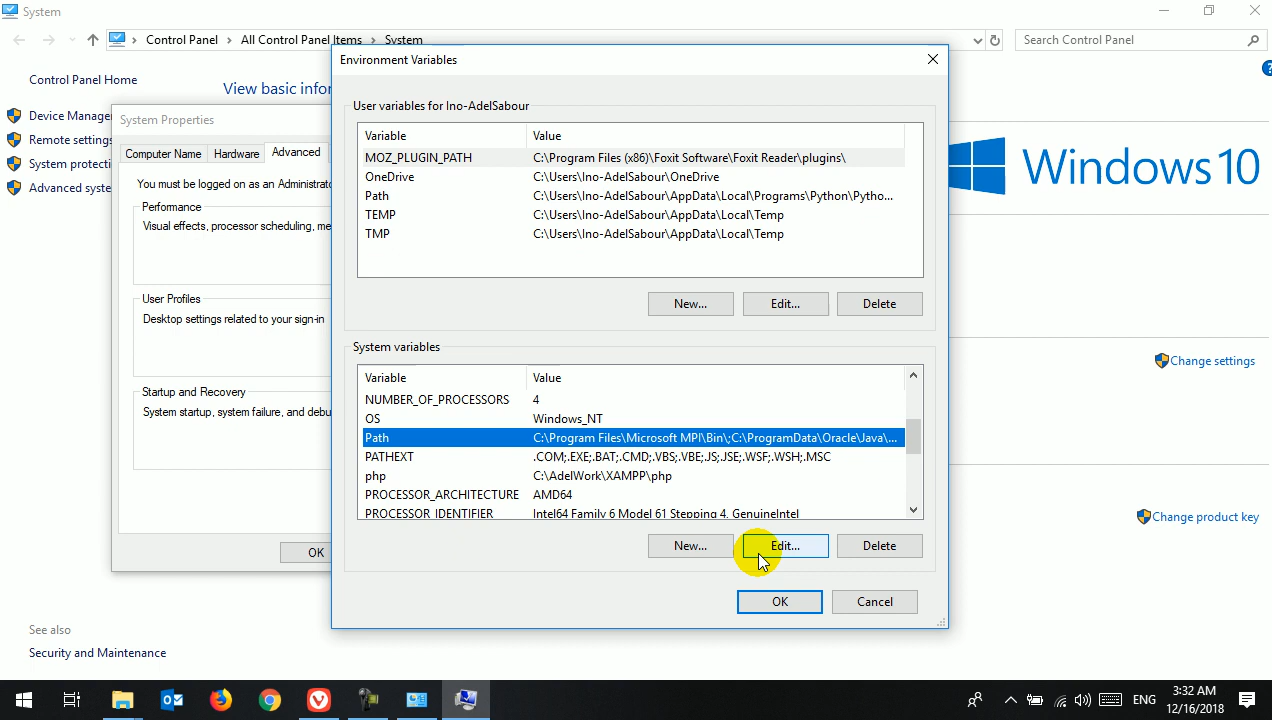 System
Control Panel > All Control Panel Items > System
Search Control Panel
Control Panel Home
Device Manage
Remote settings
System protecti
Advanced syste
See also
Security and Maintenance
View basic infor
System Properties
Computer Name
Hardware
Advanced
You must be logged on as an Administrato
Performance
Visual effects, processor scheduling, me
User Profiles
Desktop settings related to your sign-in
Startup and Recovery
System startup, system failure, and debu
OK
Environment Variables
User variables for Ino-AdelSabour
Variable Value
MOZ_PLUGIN_PATH C:\Program Files (x86)\Foxit Software\Foxit Reader\plugins\
OneDrive C:\Users\Ino-AdelSabour\OneDrive
Path C:\Users\Ino-AdelSabour\AppData\Local\Programs\Python\Pytho...
TEMP C:\Users\Ino-AdelSabour\AppData\Local\Temp
TMP C:\Users\Ino-AdelSabour\AppData\Local\Temp
New... Edit... Delete
System variables
Variable Value
NUMBER_OF_PROCESSORS 4
OS Windows_NT
Path C:\Program Files\Microsoft MPI\Bin\;C:\ProgramData\Oracle\Java\...
PATHEXT .COM;.EXE;.BAT;.CMD;.VBS;.VBE;.JS;.JSE;.WSF;.WSH;.MSC
php C:\AdelWork\XAMPP\php
PROCESSOR_ARCHITECTURE AMD64
PROCESSOR_IDENTIFIER Intel64 Family 6 Model 61 Stepping 4, GenuineIntel
New... Edit... Delete
OK Cancel
Windows 10
Change settings
Change product key
ENG
3:32 AM
12/16/2018